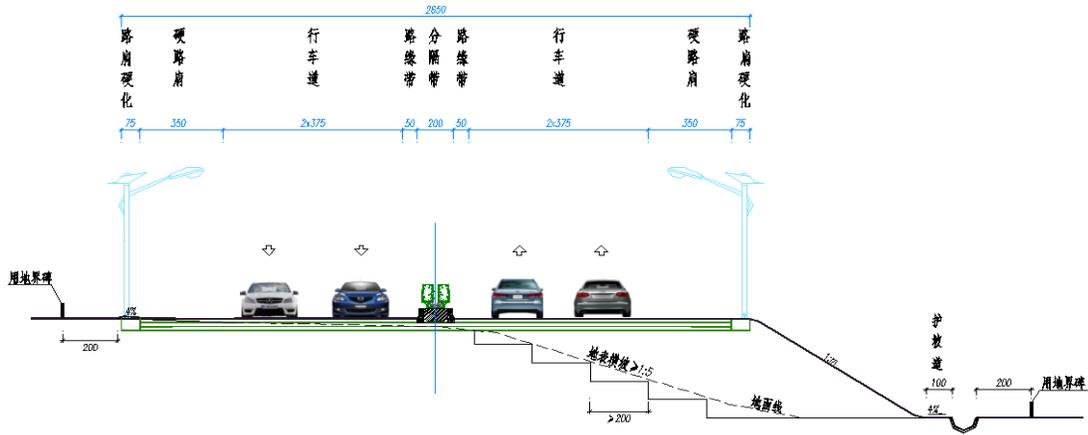 2650
路肩硬化
硬路肩
行车道
路缘带
分隔带
路缘带
行车道
硬路肩
路肩硬化
75
350
2x375
50
200
50
2x375
350
75
用地界碑
4%
200
地表横坡≥1:5
≥200
地面线
1:n
护坡道
100
200
4%
用地界碑